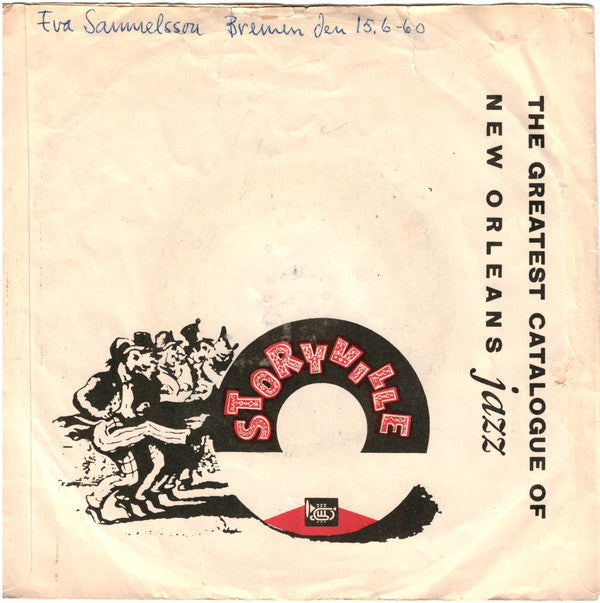 Eva Samuelsson Bremen den 15.6-60
THE GREATEST CATALOGUE OF
NEW ORLEANS jazz
STORYVILLE